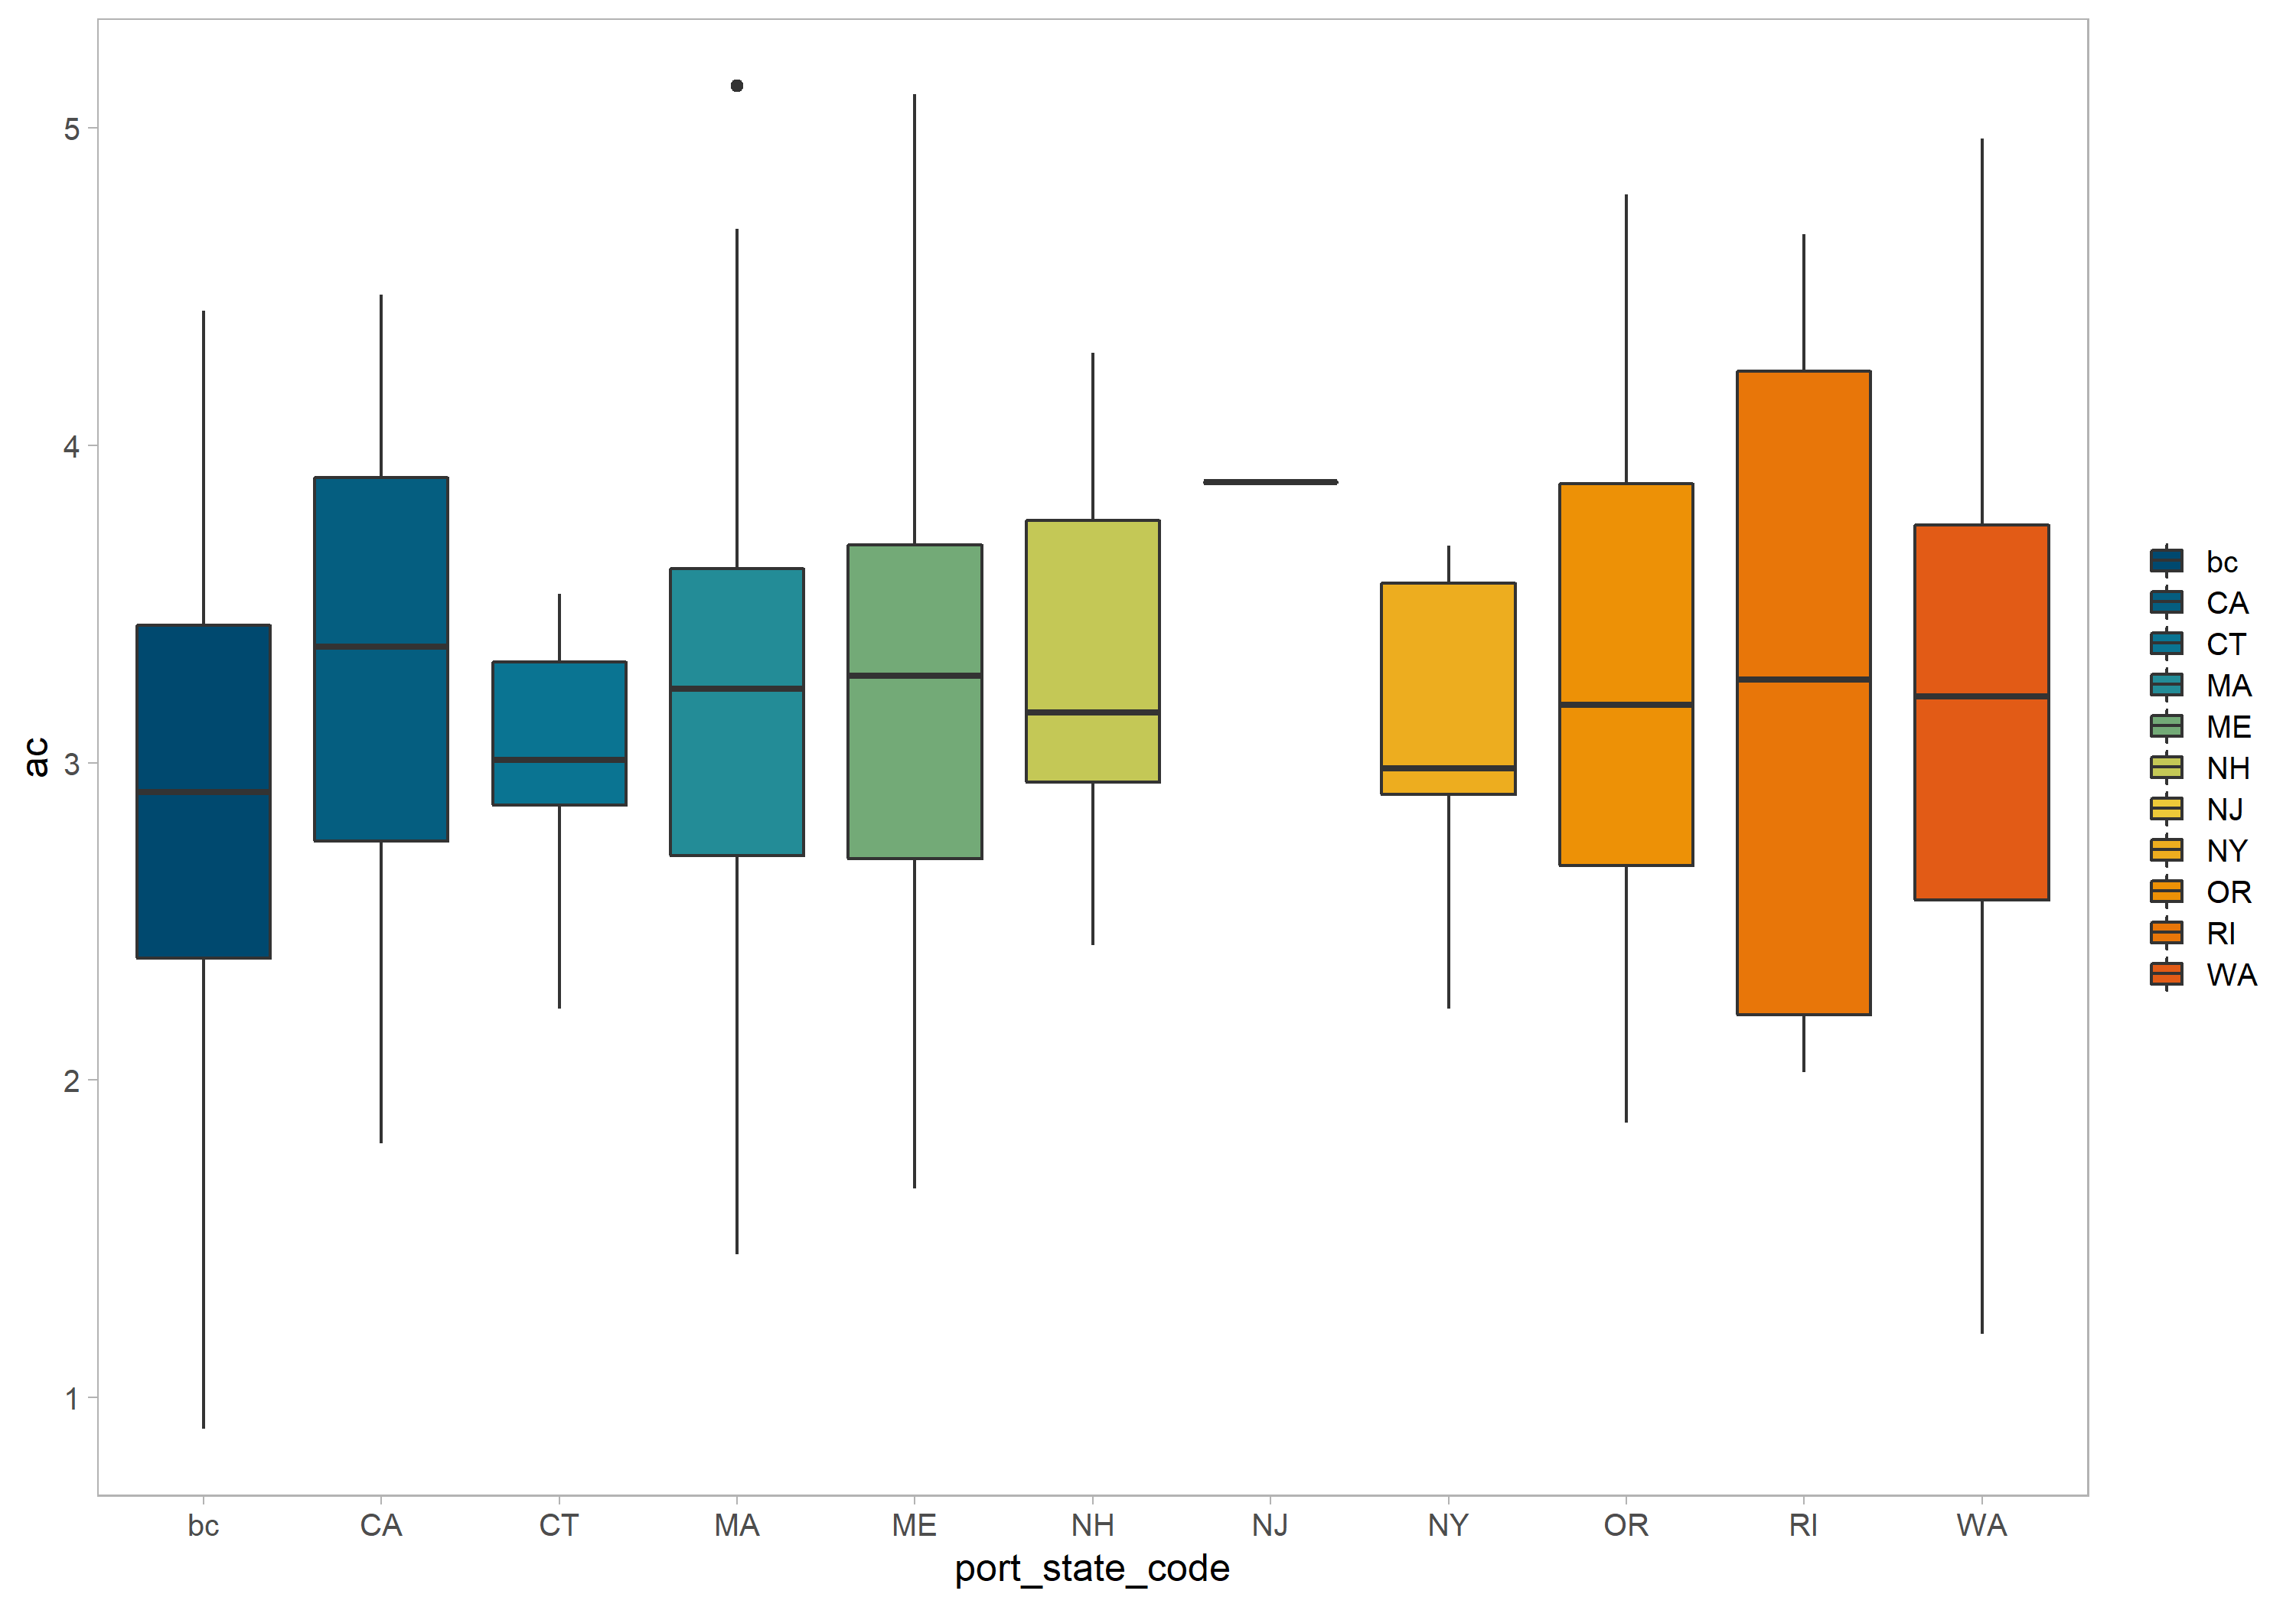 ac
5
4
3
2
1
bc CA CT MA ME NH NJ NY OR RI WA
port_state_code
bc
CA
CT
MA
ME
NH
NJ
NY
OR
RI
WA